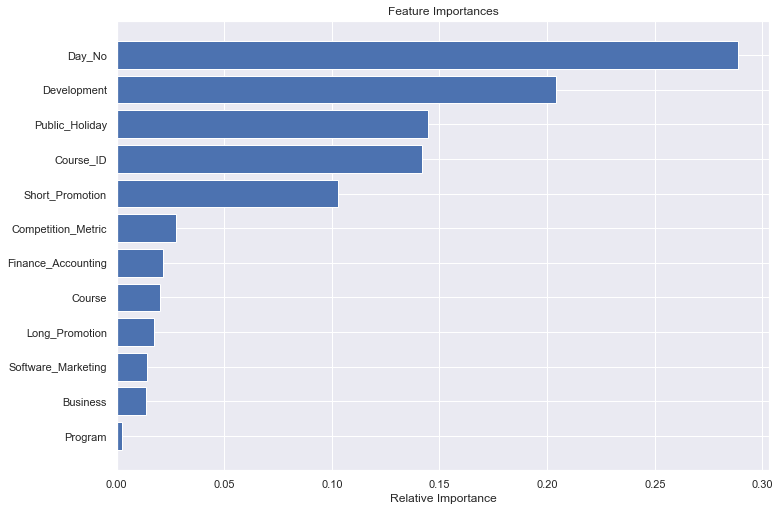 Feature Importances
Day_No
Development
Public_Holiday
Course_ID
Short_Promotion
Competition_Metric
Finance_Accounting
Course
Long_Promotion
Software_Marketing
Business
Program
0.00 0.05 0.10 0.15 0.20 0.25 0.30
Relative Importance